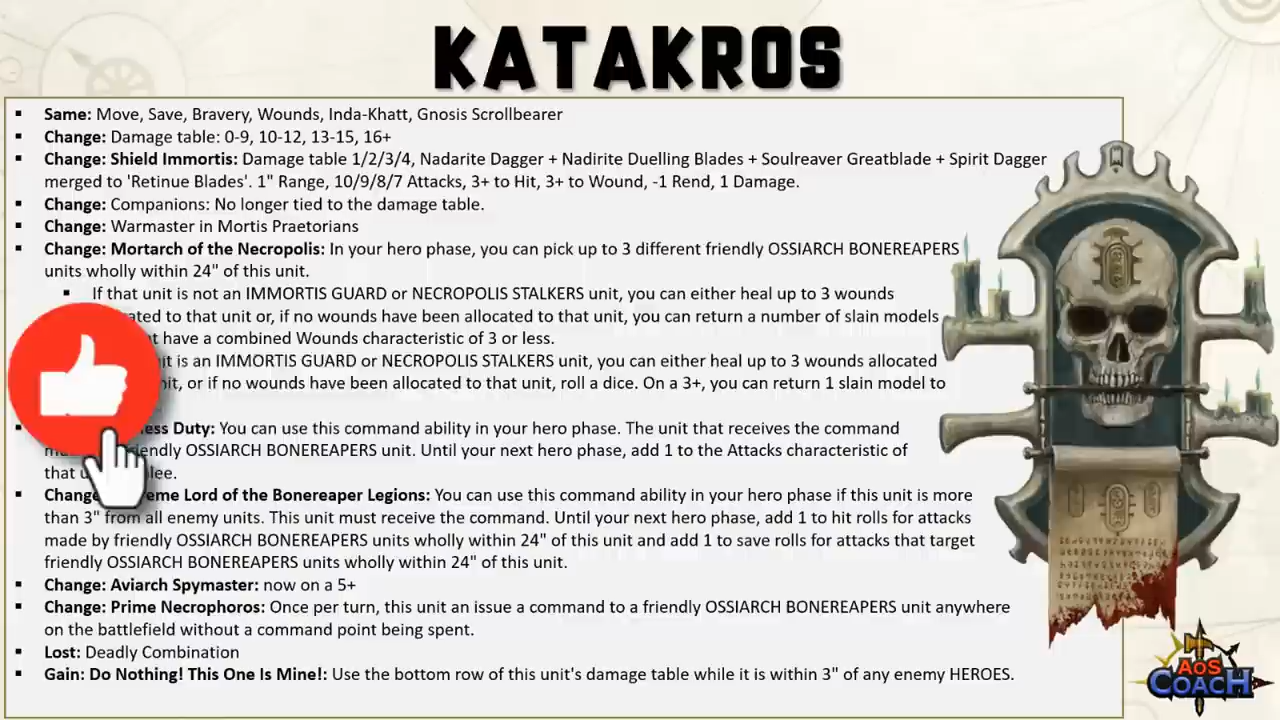 KATAKROS
▪ Same: Move, Save, Bravery, Wounds, Inda-Khatt, Gnosis Scrollbearer
▪ Change: Damage table: 0-9, 10-12, 13-15, 16+
▪ Change: Shield Immortis: Damage table 1/2/3/4, Nadarite Dagger + Nadirite Duelling Blades + Soulreaver Greatblade + Spirit Dagger
merged to 'Retinue Blades'. 1" Range, 10/9/8/7 Attacks, 3+ to Hit, 3+ to Wound, -1 Rend, 1 Damage.
▪ Change: Companions: No longer tied to the damage table.
▪ Change: Warmaster in Mortis Praetorians
▪ Change: Mortarch of the Necropolis: In your hero phase, you can pick up to 3 different friendly OSSIARCH BONEREAPERS
units wholly within 24" of this unit.
▪ If that unit is not an IMMORTIS GUARD or NECROPOLIS STALKERS unit, you can either heal up to 3 wounds
to that unit or, if no wounds have been allocated to that unit, you can return a number of slain models
have a combined Wounds characteristic of 3 or less.
is an IMMORTIS GUARD or NECROPOLIS STALKERS unit, you can either heal up to 3 wounds allocated
or if no wounds have been allocated to that unit, roll a dice. On a 3+, you can return 1 slain model to
▪ Duty: You can use this command ability in your hero phase. The unit that receives the command
OSSIARCH BONEREAPERS unit. Until your next hero phase, add 1 to the Attacks characteristic of
that
▪ Lord of the Bonereaper Legions: You can use this command ability in your hero phase if this unit is more
than 3" from all enemy units. This unit must receive the command. Until your next hero phase, add 1 to hit rolls for attacks
made by friendly OSSIARCH BONEREAPERS units wholly within 24" of this unit and add 1 to save rolls for attacks that target
friendly OSSIARCH BONEREAPERS units wholly within 24" of this unit.
▪ Change: Aviarch Spymaster: now on a 5+
▪ Change: Prime Necrophoros: Once per turn, this unit an issue a command to a friendly OSSIARCH BONEREAPERS unit anywhere
on the battlefield without a command point being spent.
▪ Lost: Deadly Combination
▪ Gain: Do Nothing! This One Is Mine!: Use the bottom row of this unit's damage table while it is within 3" of any enemy HEROES.
AoS
COACH